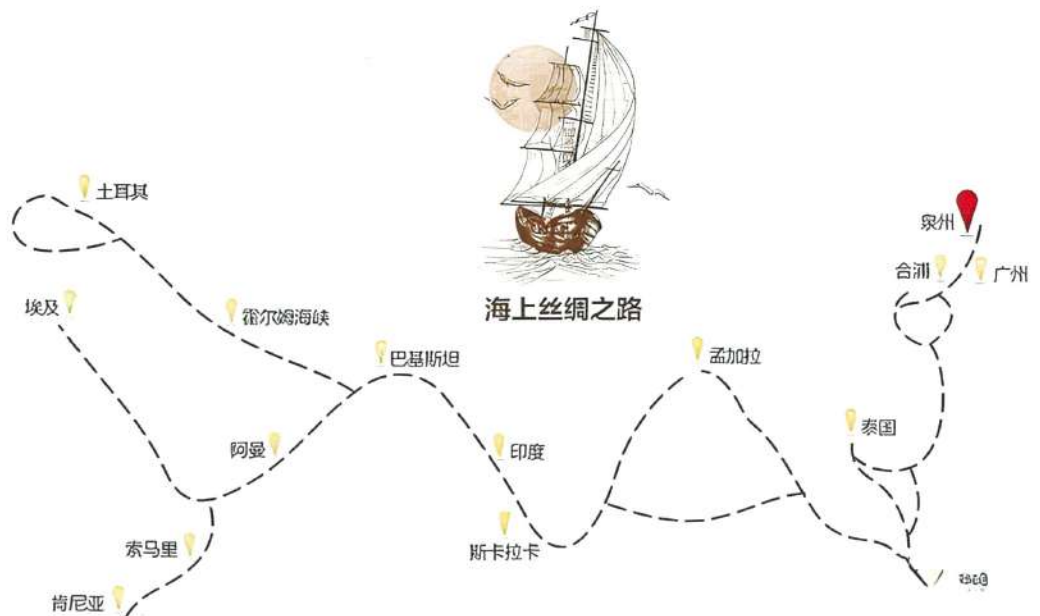 土耳其
泉州
合浦
广州
埃及
霍尔姆海峡
海上丝绸之路
巴基斯坦
孟加拉
阿曼
印度
泰国
索马里
斯卡拉卡
肯尼亚